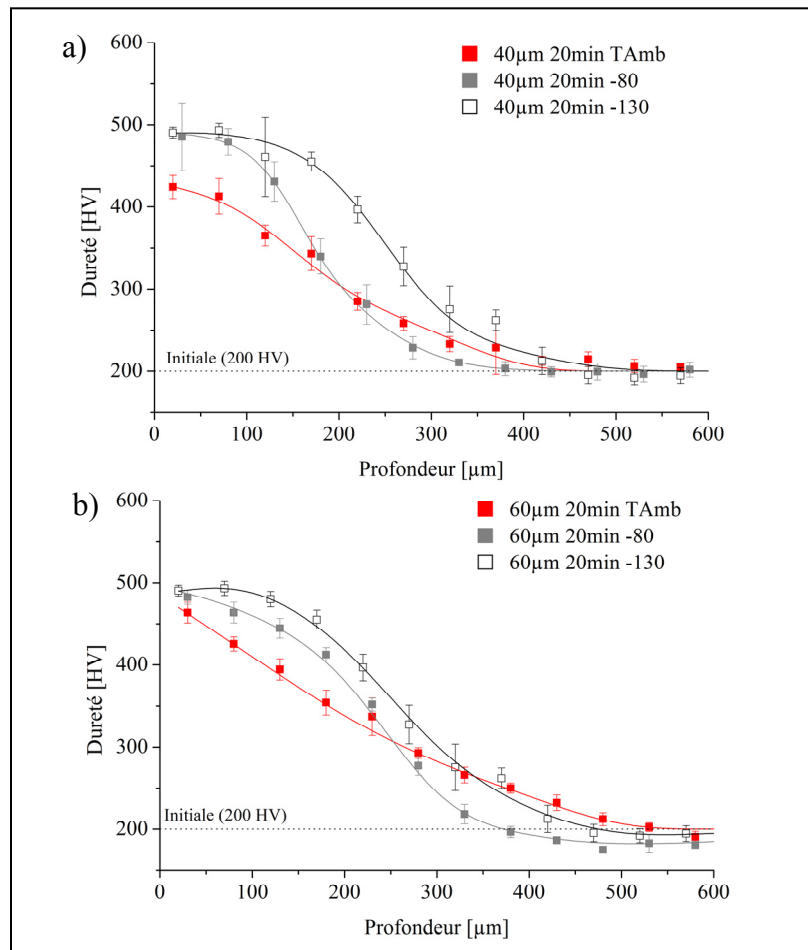 a)
600
500
400
300
200
Dureté [HV]
40µm 20min TAmb
40µm 20min -80
40µm 20min -130
Initiale (200 HV)
0 100 200 300 400 500 600
Profondeur [µm]
b)
600
500
400
300
200
100
Dureté [HV]
60µm 20min TAmb
60µm 20min -80
60µm 20min -130
Initiale (200 HV)
0 100 200 300 400 500 600
Profondeur [µm]